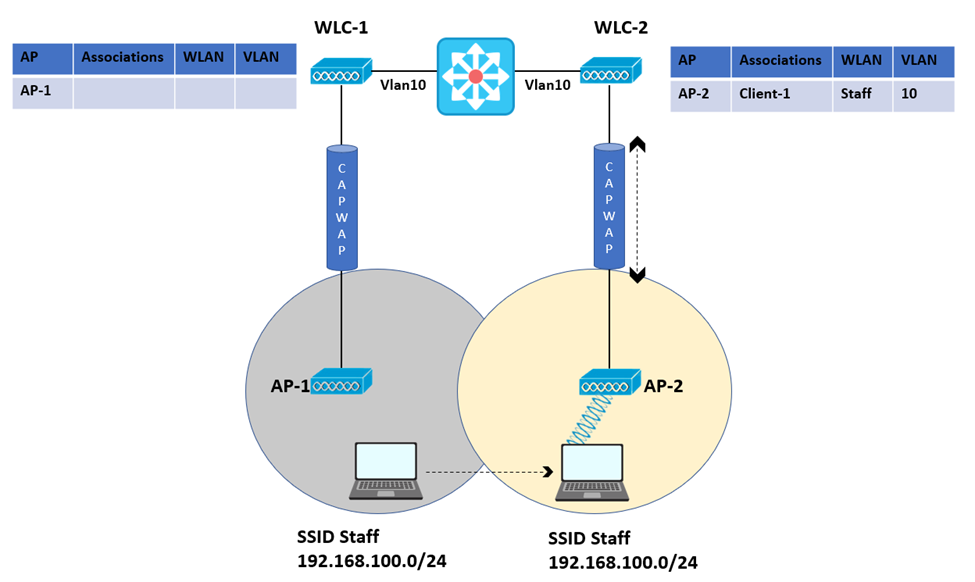 WLC-1
WLC-2
AP Associations WLAN VLAN
AP-1
AP Associations WLAN VLAN
AP-2 Client-1 Staff 10
Vlan10
Vlan10
CAPWAP
CAPWAP
AP-1
AP-2
SSID Staff
192.168.100.0/24
SSID Staff
192.168.100.0/24